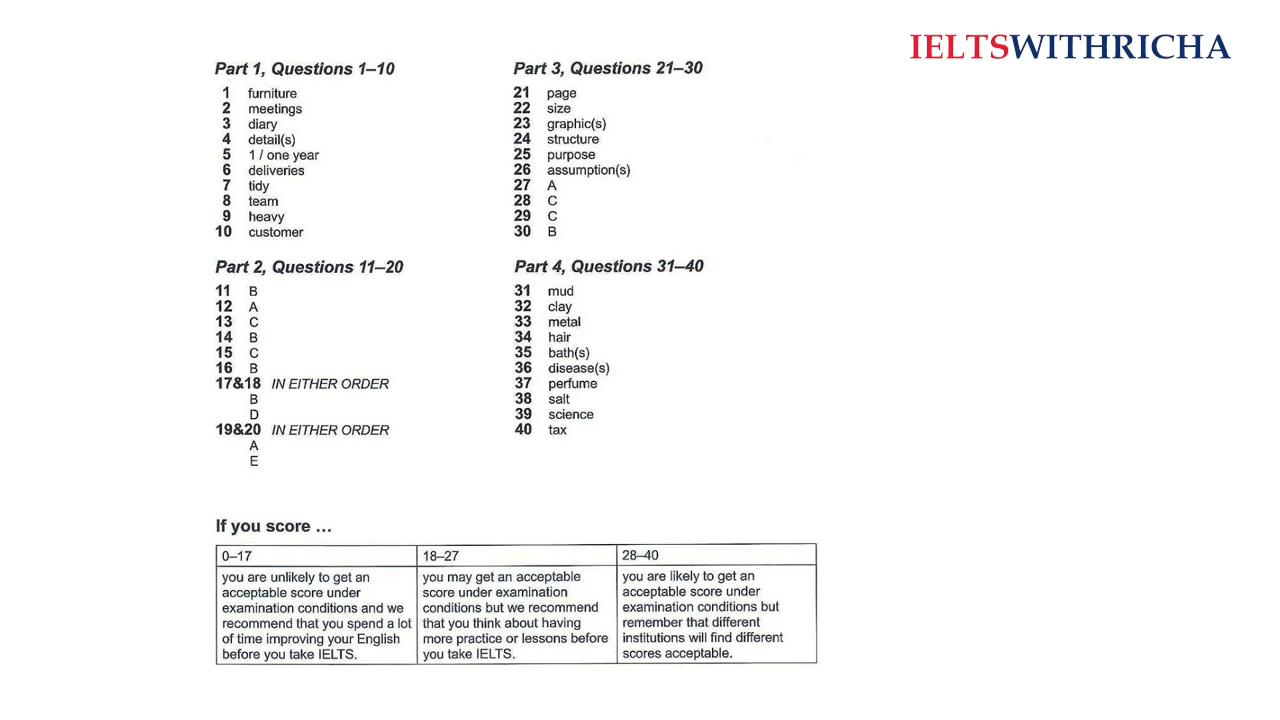 IELTSWITHRICHA
Part 1, Questions 1–10
1 furniture
2 meetings
3 diary
4 detail(s)
5 1 / one year
6 deliveries
7 tidy
8 team
9 heavy
10 customer
Part 2, Questions 11–20
11 B
12 A
13 C
14 B
15 C
16 B
17&18 IN EITHER ORDER
B
D
19&20 IN EITHER ORDER
A
E
Part 3, Questions 21–30
21 page
22 size
23 graphic(s)
24 structure
25 purpose
26 assumption(s)
27 A
28 C
29 C
30 B
Part 4, Questions 31–40
31 mud
32 clay
33 metal
34 hair
35 bath(s)
36 disease(s)
37 perfume
38 salt
39 science
40 tax
If you score …
0–17
you are unlikely to get an
acceptable score under
examination conditions and we
recommend that you spend a lot
of time improving your English
before you take IELTS.
18–27
you may get an acceptable
score under examination
conditions but we recommend
that you think about having
more practice or lessons before
you take IELTS.
28–40
you are likely to get an
acceptable score under
examination conditions but
remember that different
institutions will find different
scores acceptable.